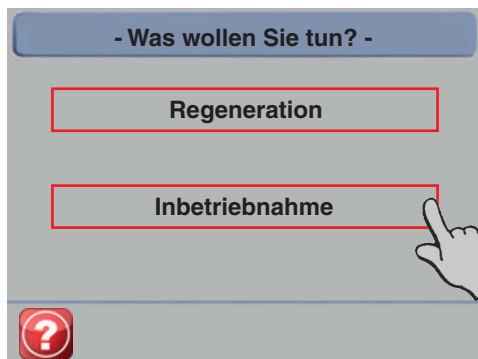 - Was wollen Sie tun? -
Regeneration
Inbetriebnahme
?